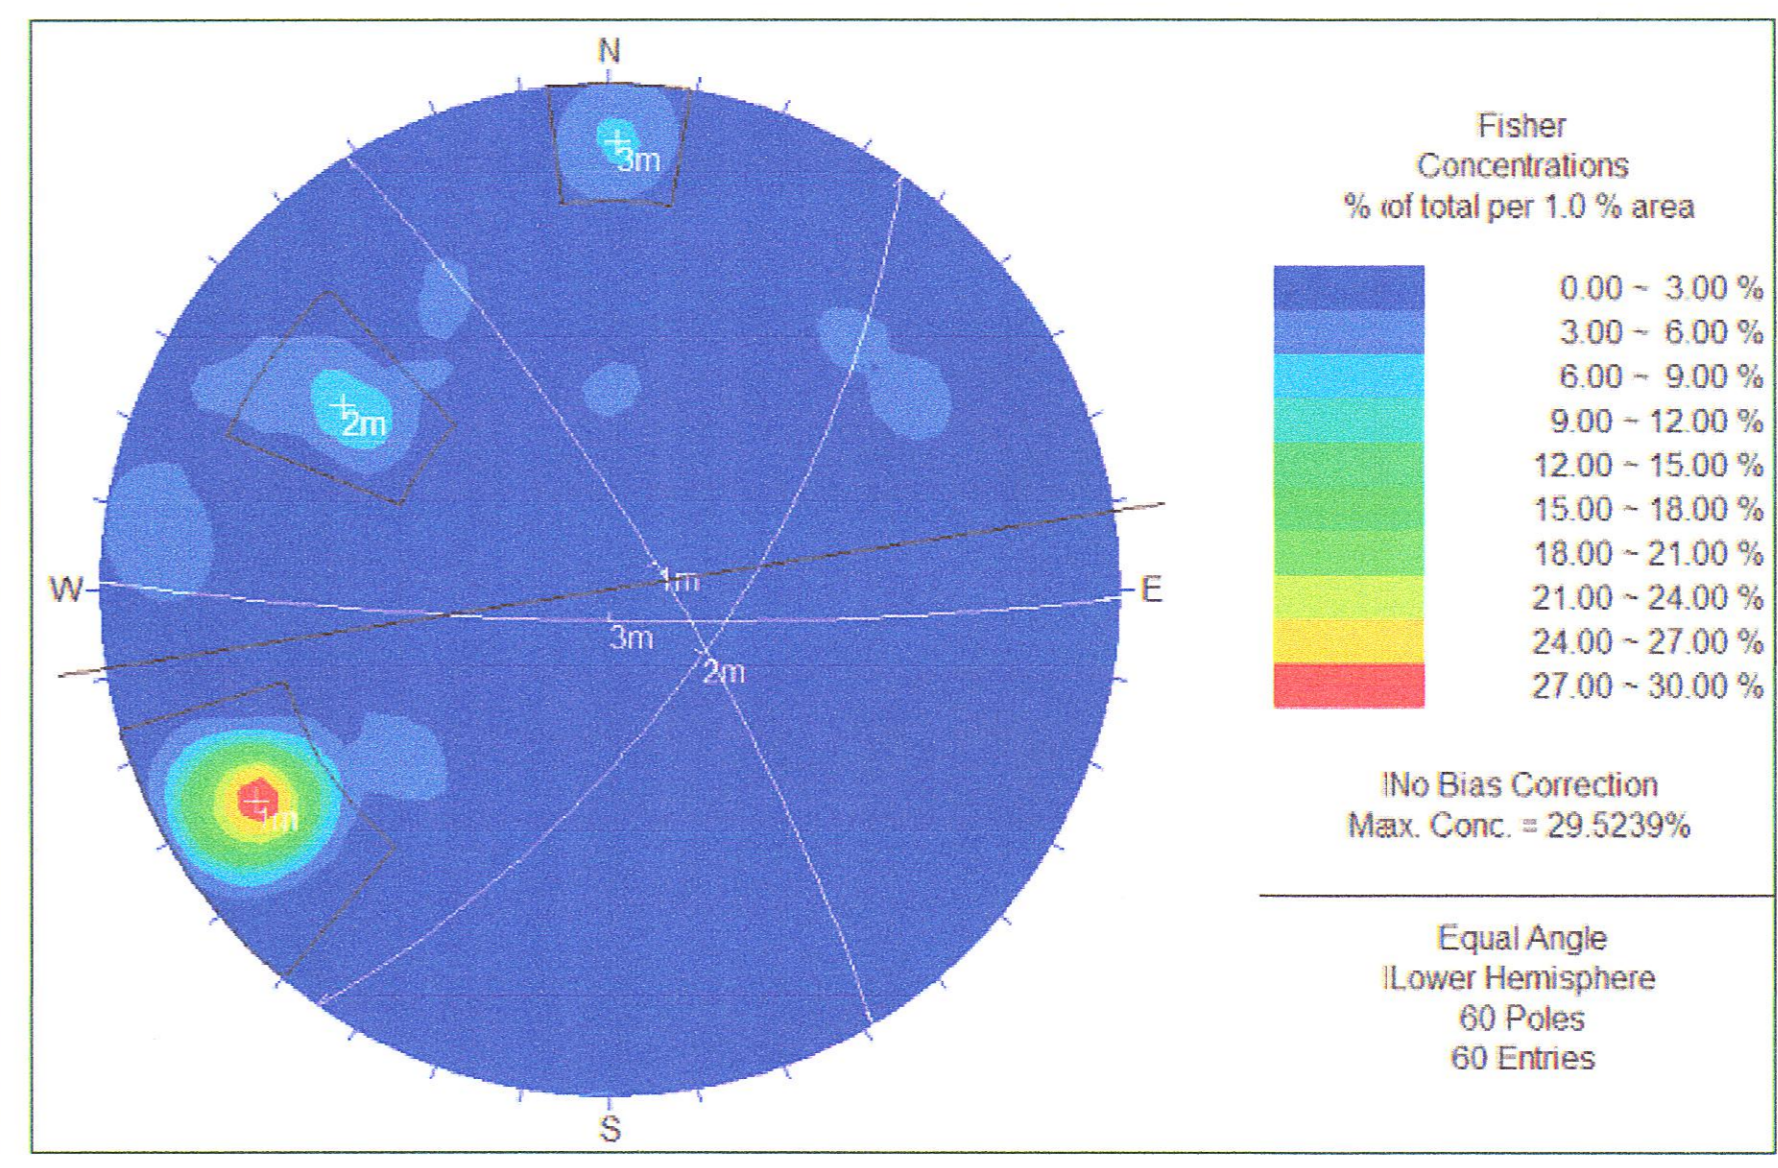 N
3m
2m
W
1m
E
3m
2m
1m
S
Fisher
Concentrations
% of total per 1.0 % area
0.00 ~ 3.00 %
3.00 ~ 6.00 %
6.00 ~ 9.00 %
9.00 ~ 12.00 %
12.00 ~ 15.00 %
15.00 ~ 18.00 %
18.00 ~ 21.00 %
21.00 ~ 24.00 %
24.00 ~ 27.00 %
27.00 ~ 30.00 %
No Bias Correction
Max. Conc. = 29.5239%
Equal Angle
Lower Hemisphere
60 Poles
60 Entries